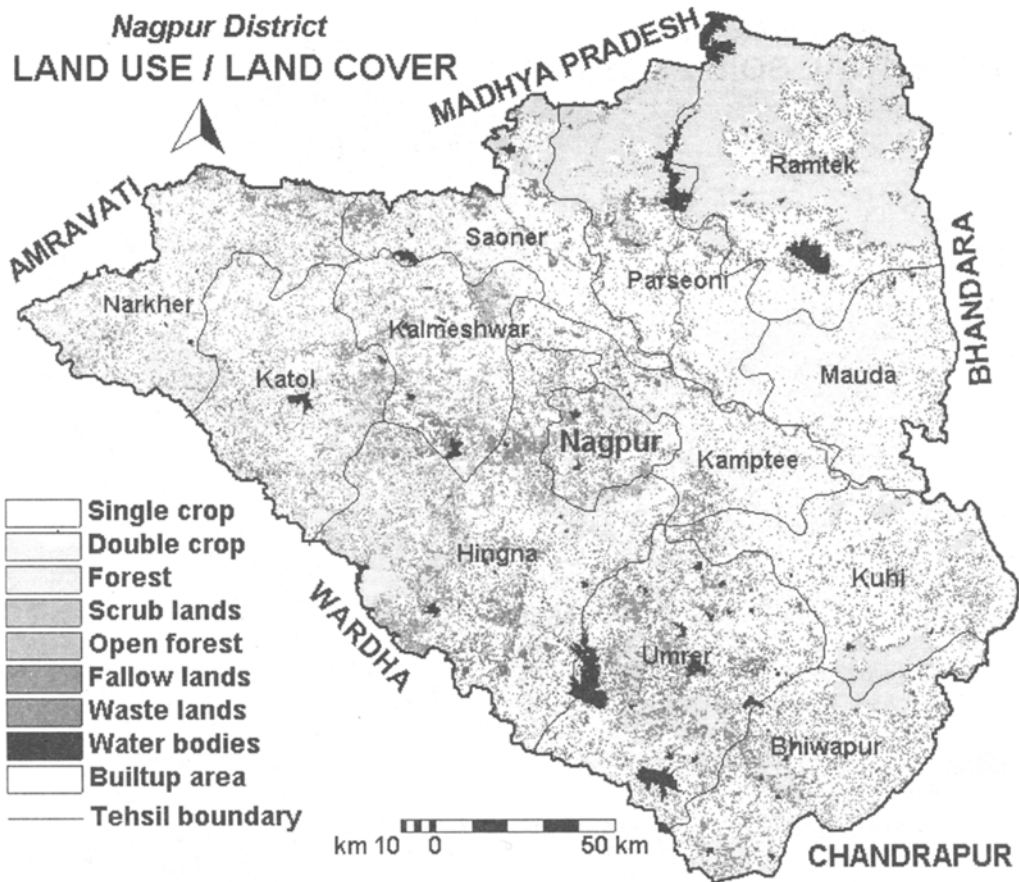 Nagpur District
LAND USE / LAND COVER
MADHYA PRADESH
AMRAVATI
BHANDARA
WARDHA
CHANDRAPUR
Ramtek
Saoner
Parseoni
Narkher
Kalmeshwar
Katol
Mauda
Nagpur
Kamptee
Hingna
Kuhi
Umrer
Bhiwapur
Single crop
Double crop
Forest
Scrub lands
Open forest
Fallow lands
Waste lands
Water bodies
Builtup area
Tehsil boundary
km 10 0 50 km